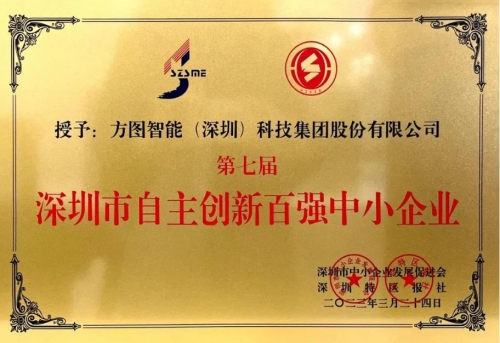 SZSME
授予：方图智能（深圳）科技集团股份有限公司
第七届
深圳市自主创新百强中小企业
深圳市中小企业发展促进会
深圳特区报社
二〇二三年三月二十四日